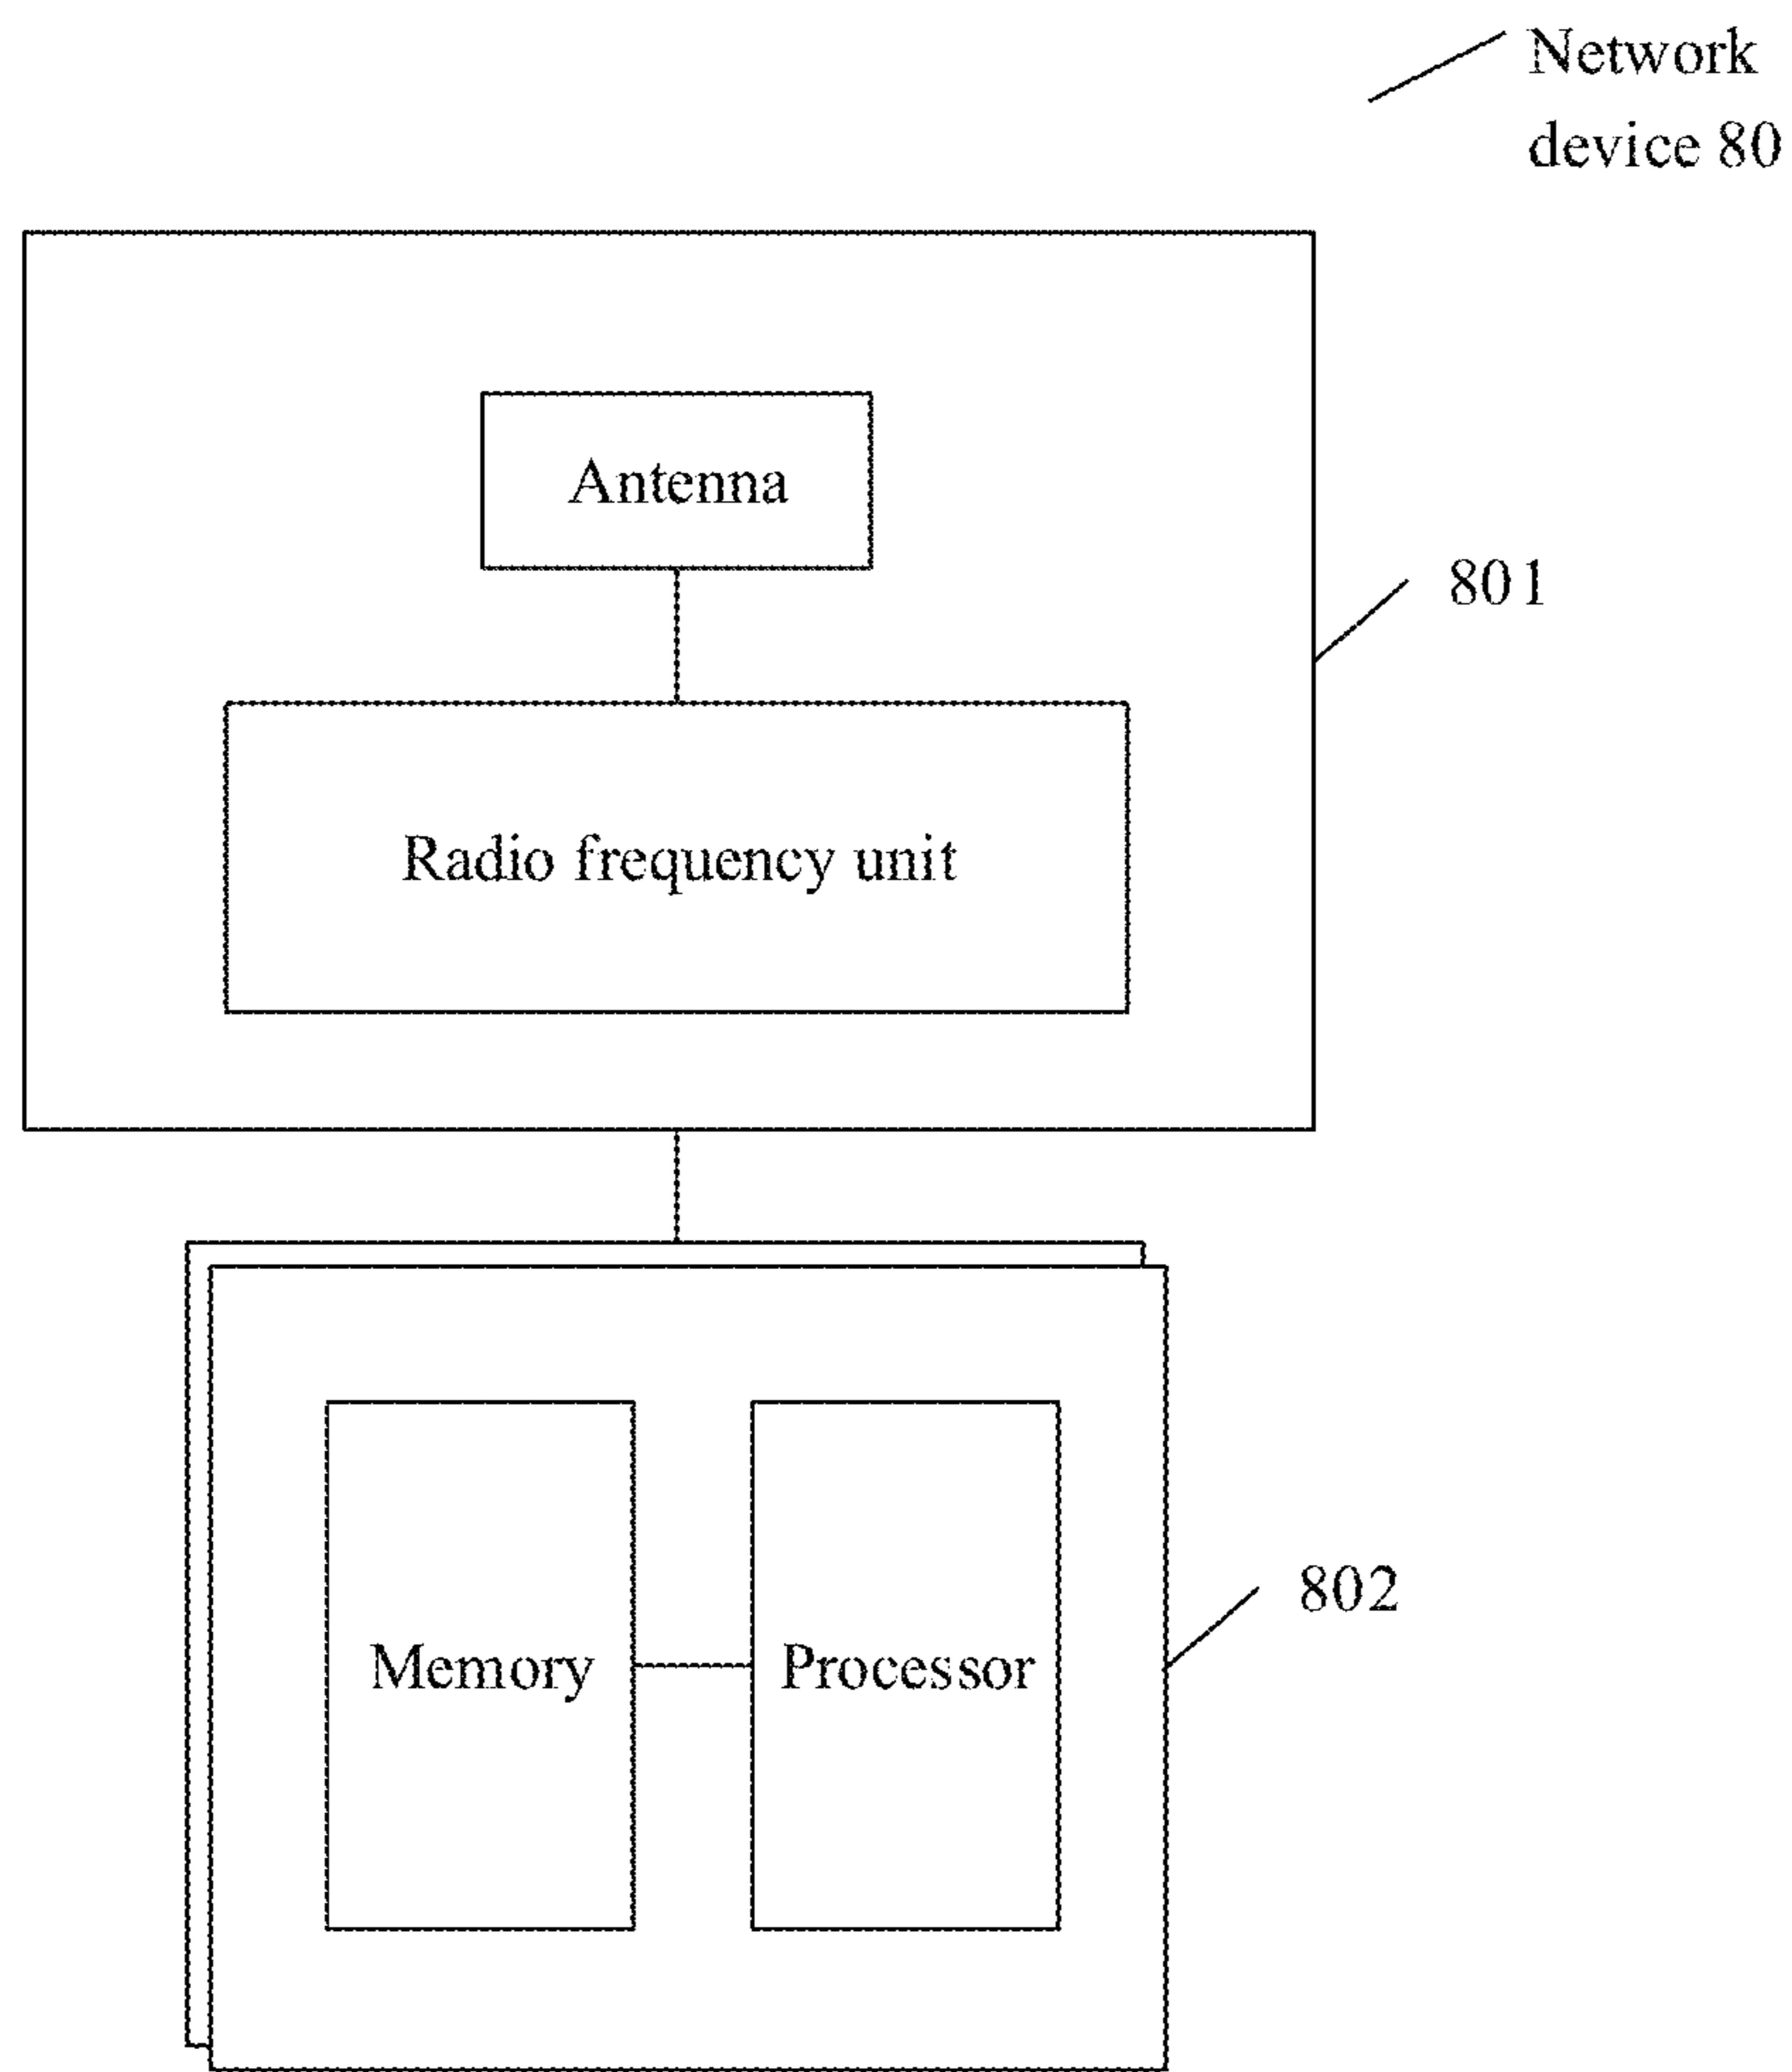 Network
device 80
Antenna
801
Radio frequency unit
802
Memory
Processor